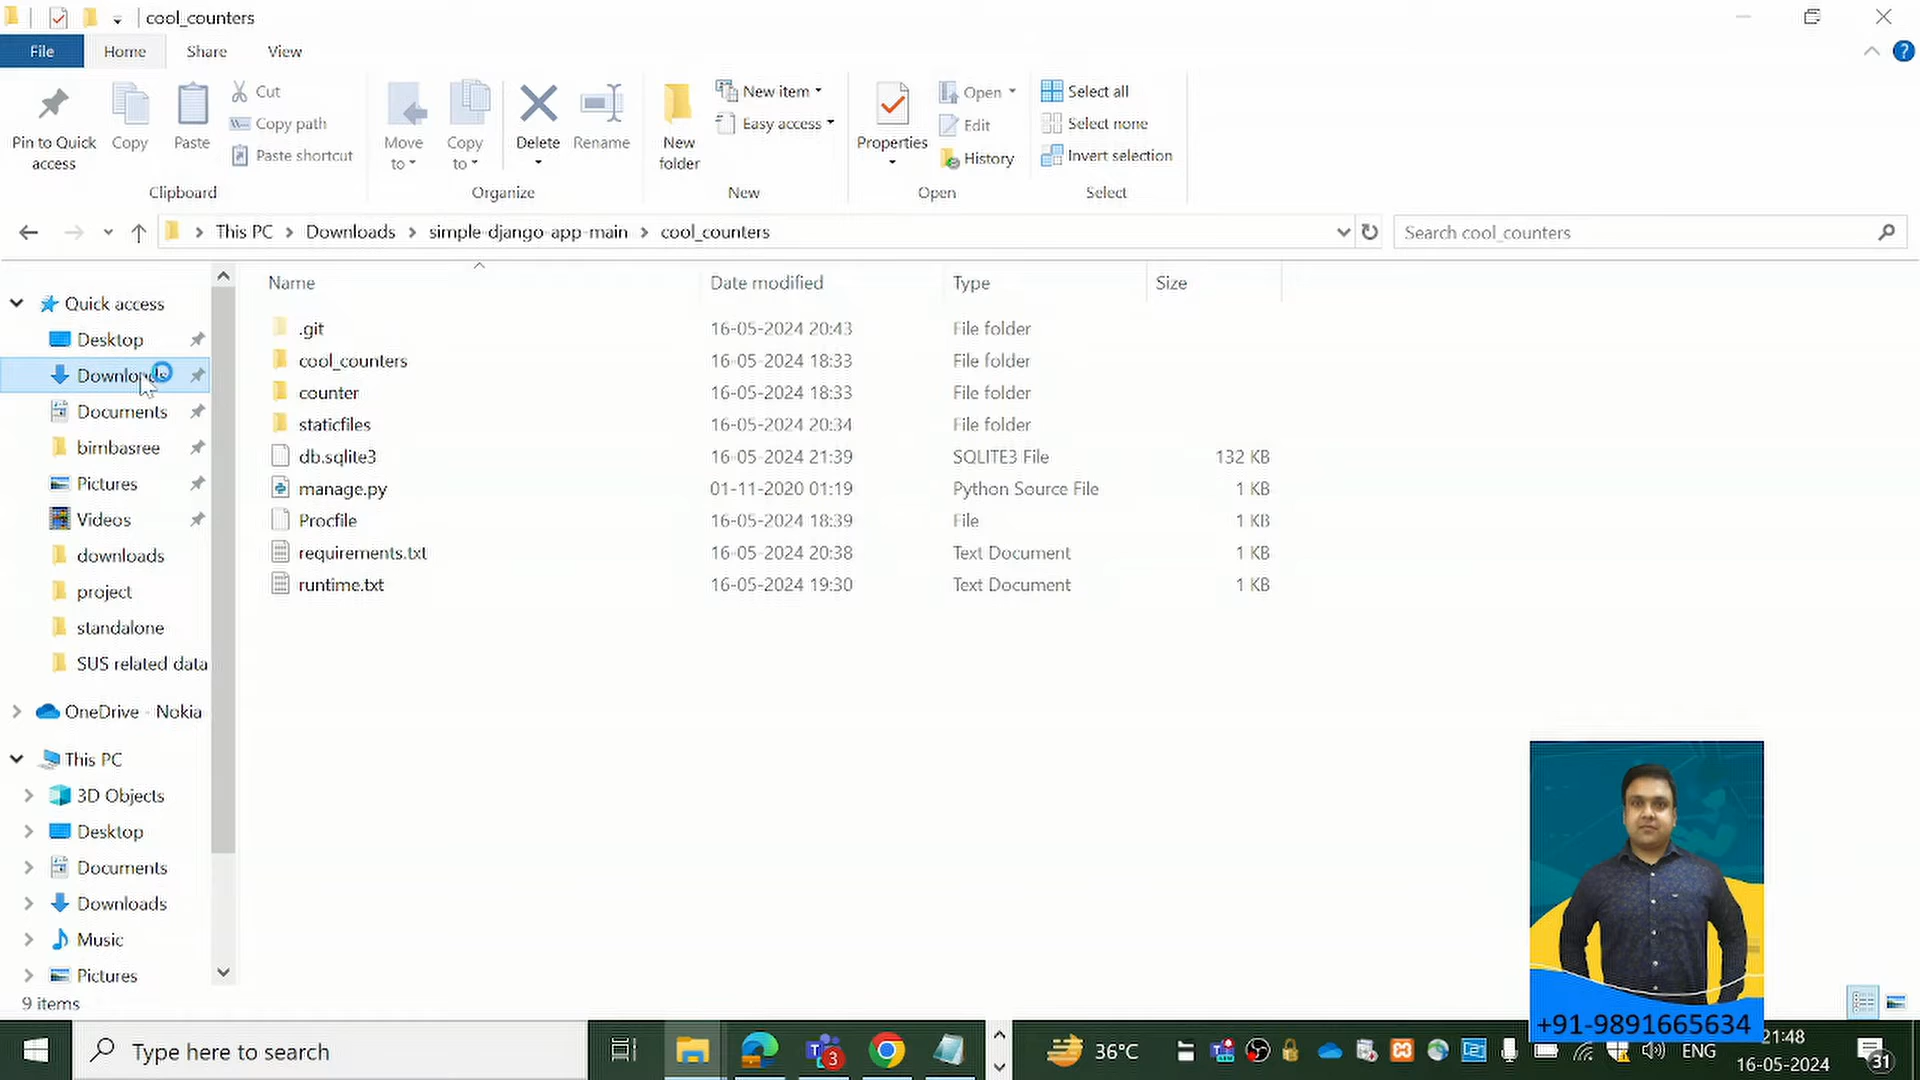 cool_counters
File
Home
Share
View
Pin to Quick access
Copy
Paste
Cut
Copy path
Paste shortcut
Clipboard
Move to
Copy to
Delete
Rename
Organize
New folder
New item
Easy access
New
Properties
Open
Edit
History
Open
Select all
Select none
Invert selection
Select
This PC > Downloads > simple-django-app-main > cool_counters
Search cool_counters
Name Date modified Type Size
.git 16-05-2024 20:43 File folder
cool_counters 16-05-2024 18:33 File folder
counter 16-05-2024 18:33 File folder
staticfiles 16-05-2024 20:34 File folder
db.sqlite3 16-05-2024 21:39 SQLITE3 File 132 KB
manage.py 01-11-2020 01:19 Python Source File 1 KB
Procfile 16-05-2024 18:39 File 1 KB
requirements.txt 16-05-2024 20:38 Text Document 1 KB
runtime.txt 16-05-2024 19:30 Text Document 1 KB
Quick access
Desktop
Downloads
Documents
bimbasree
Pictures
Videos
downloads
project
standalone
SUS related data
OneDrive - Nokia
This PC
3D Objects
Desktop
Documents
Downloads
Music
Pictures
9 items
+91-9891665634
Type here to search
3
36°C
ENG
21:48
16-05-2024
31